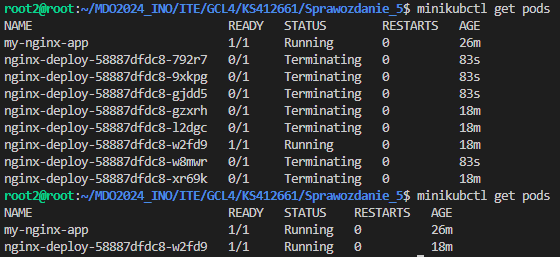 root2@root:~/MDO2024_INO/ITE/GCL4/KS412661/Sprawozdanie_5$ minikubctl get pods
NAME READY STATUS RESTARTS AGE
my-nginx-app 1/1 Running 0 26m
nginx-deploy-58887dfdc8-792r7 0/1 Terminating 0 83s
nginx-deploy-58887dfdc8-9xkpg 0/1 Terminating 0 83s
nginx-deploy-58887dfdc8-gjdd5 0/1 Terminating 0 83s
nginx-deploy-58887dfdc8-gzxrh 0/1 Terminating 0 18m
nginx-deploy-58887dfdc8-l2dgc 0/1 Terminating 0 18m
nginx-deploy-58887dfdc8-w2fd9 1/1 Running 0 18m
nginx-deploy-58887dfdc8-w8mwr 0/1 Terminating 0 83s
nginx-deploy-58887dfdc8-xr69k 0/1 Terminating 0 18m
root2@root:~/MDO2024_INO/ITE/GCL4/KS412661/Sprawozdanie_5$ minikubctl get pods
NAME READY STATUS RESTARTS AGE
my-nginx-app 1/1 Running 0 26m
nginx-deploy-58887dfdc8-w2fd9 1/1 Running 0 18m